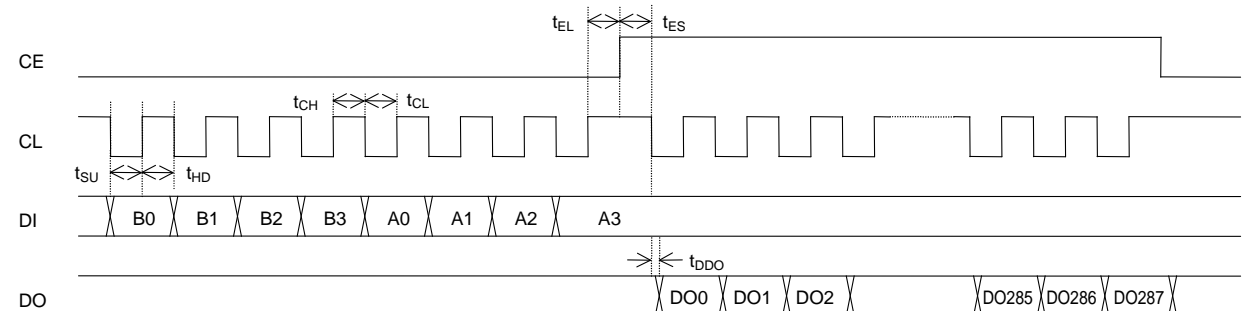 tEL tES
CE
tCH tCL
CL
tSU tHD
DI B0 B1 B2 B3 A0 A1 A2 A3
tDDO
DO DO0 DO1 DO2 DO285 DO286 DO287